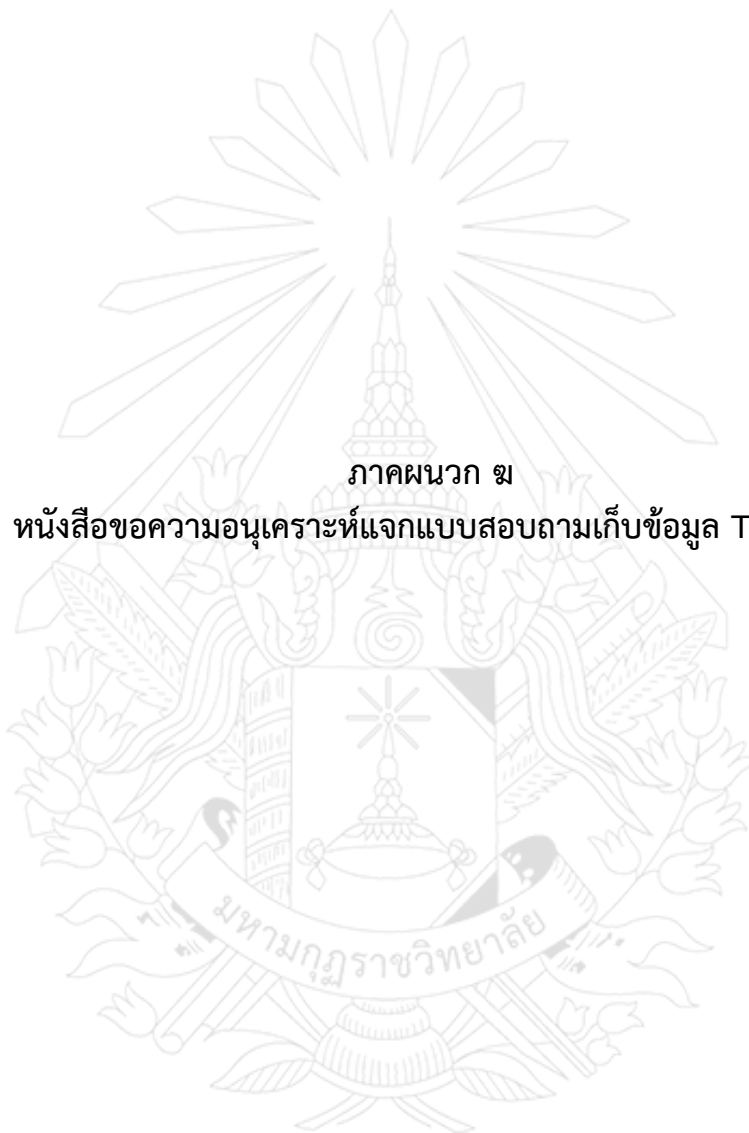 ภาคผนวก ฆ
หนังสือขอความอนุเคราะห์แจกแบบสอบถามเก็บข้อมูล T
มหามกุฏราชวิทยาลัย